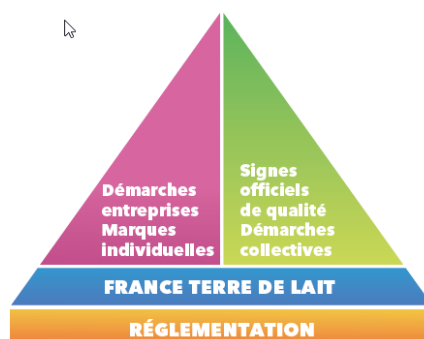 Démarches
entreprises
Marques
individuelles
Signes
officiels
de qualité
Démarches
collectives
FRANCE TERRE DE LAIT
RÉGLEMENTATION